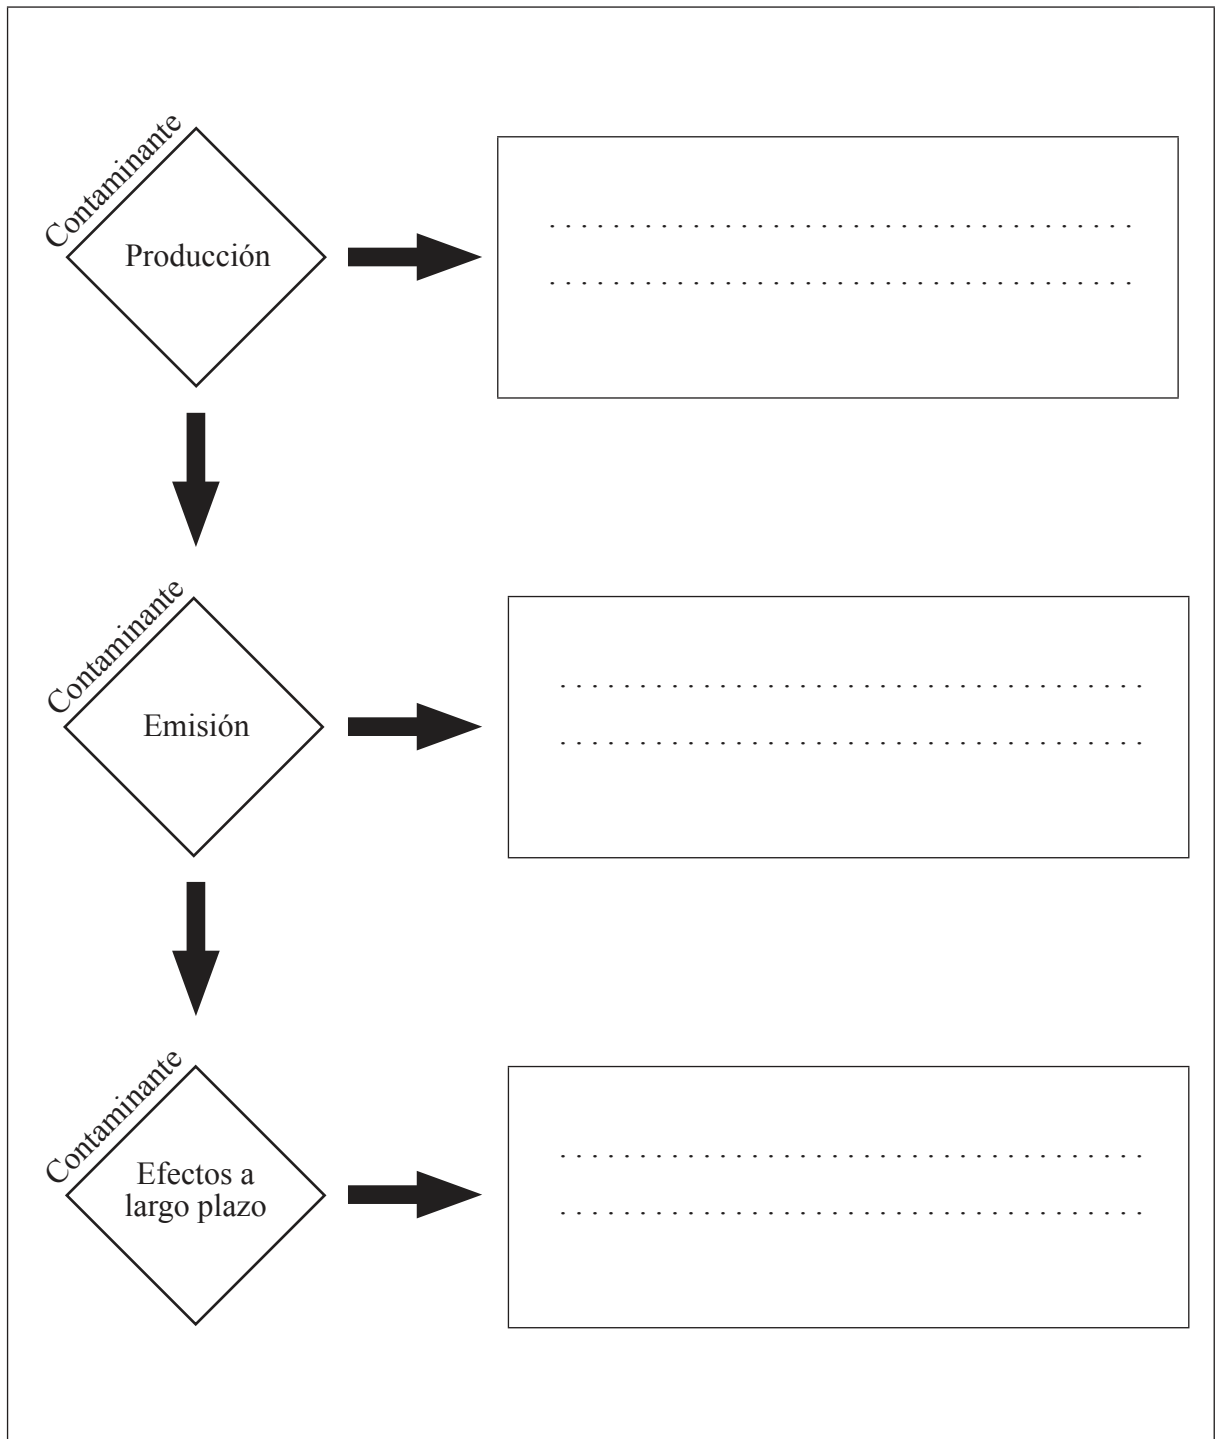 Contaminante
Producción
Contaminante
Emisión
Contaminante
Efectos a
largo plazo